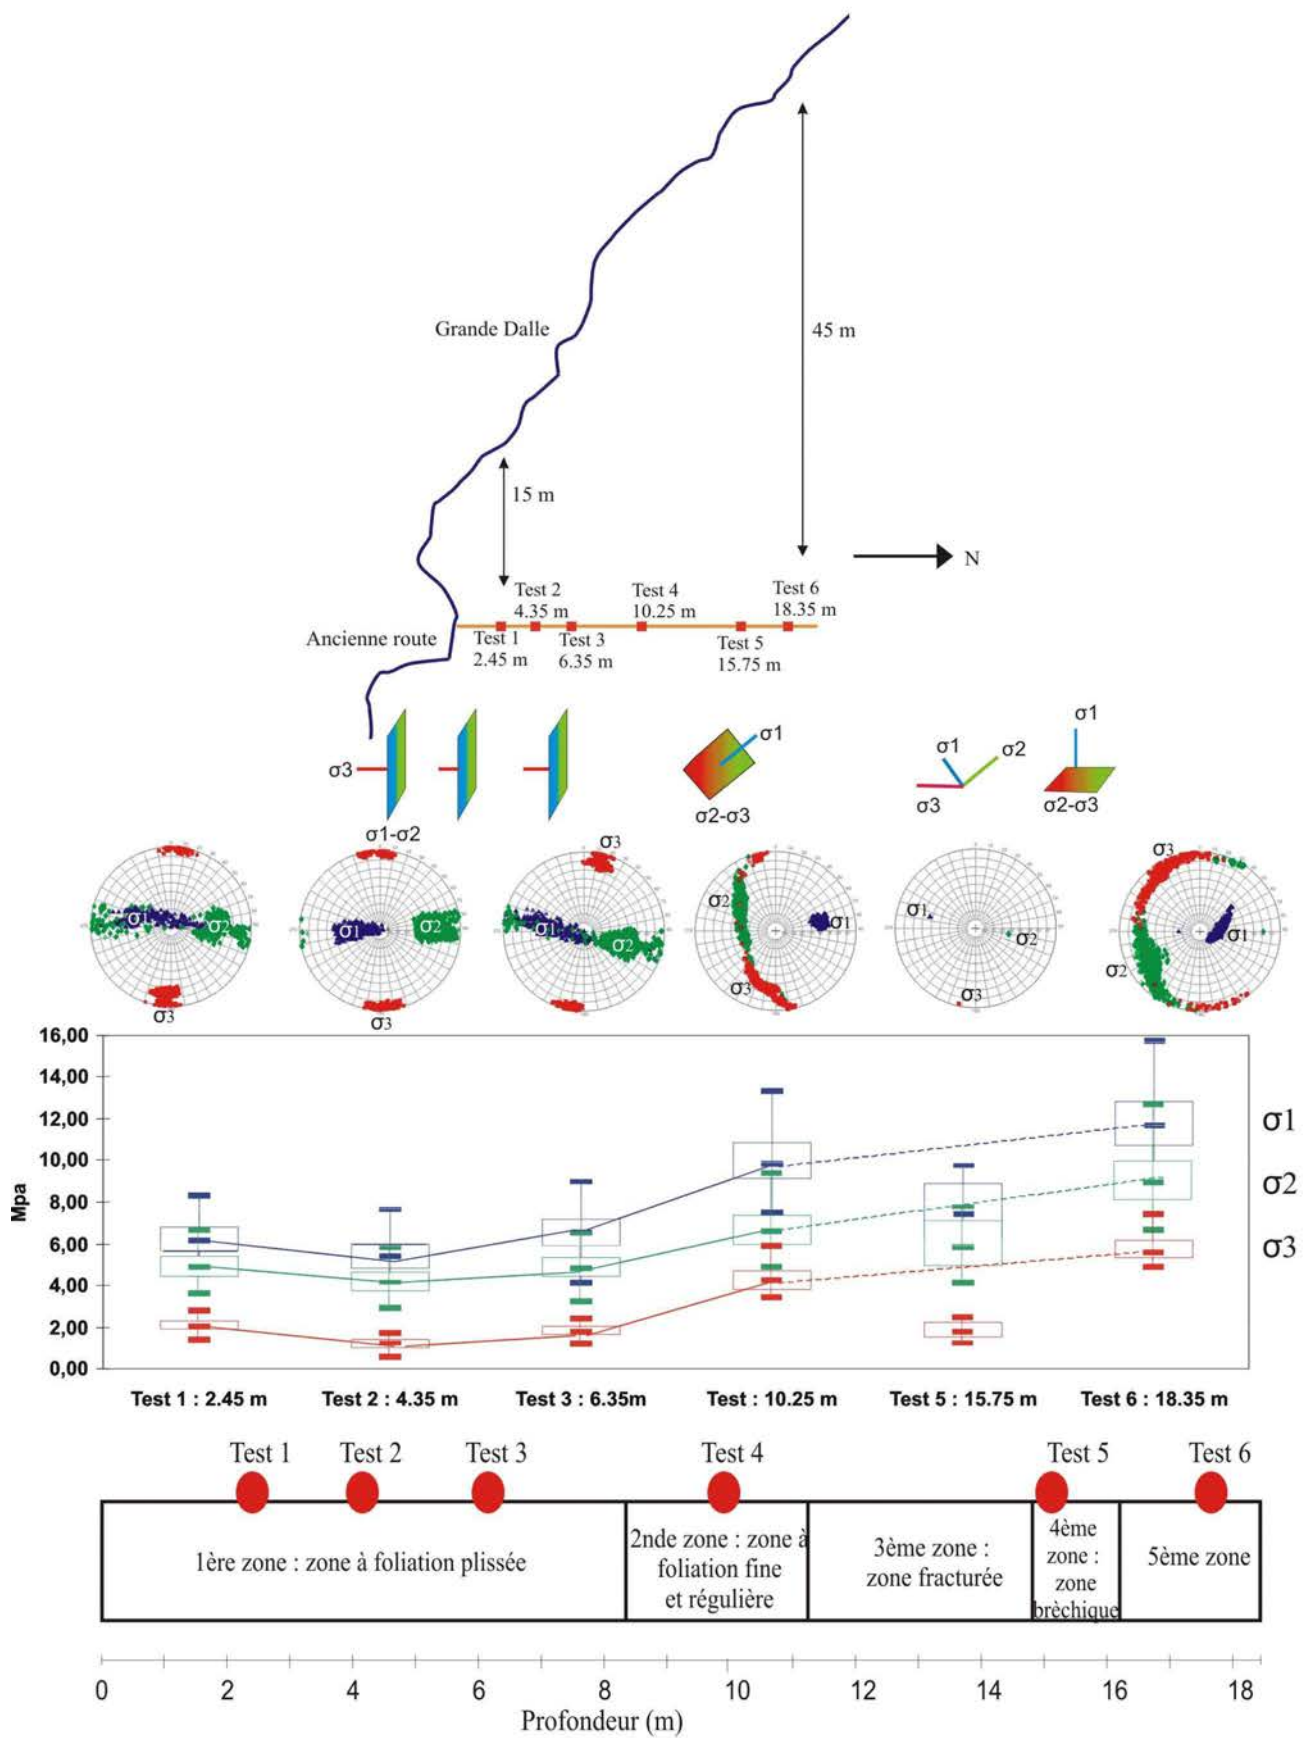 Grande Dalle
45 m
15 m
N
Test 2
4.35 m
Test 4
10.25 m
Test 6
18.35 m
Ancienne route
Test 1
2.45 m
Test 3
6.35 m
Test 5
15.75 m
σ3
σ1-σ2
σ1
σ2-σ3
σ1
σ2
σ3
σ1
σ2-σ3
σ1
σ2
σ3
σ1
σ2
σ3
σ3
σ1
σ2
σ2
σ1
σ3
σ1
σ2
σ3
σ3
σ1
σ2
16,00
14,00
12,00
10,00
8,00
6,00
4,00
2,00
0,00
Mpa
σ1
σ2
σ3
Test 1 : 2.45 m
Test 2 : 4.35 m
Test 3 : 6.35m
Test : 10.25 m
Test 5 : 15.75 m
Test 6 : 18.35 m
Test 1
Test 2
Test 3
Test 4
Test 5
Test 6
1ère zone : zone à foliation plissée
2nde zone : zone à
foliation fine
et régulière
3ème zone :
zone fracturée
4ème
zone :
zone
brèchique
5ème zone
0 2 4 6 8 10 12 14 16 18
Profondeur (m)